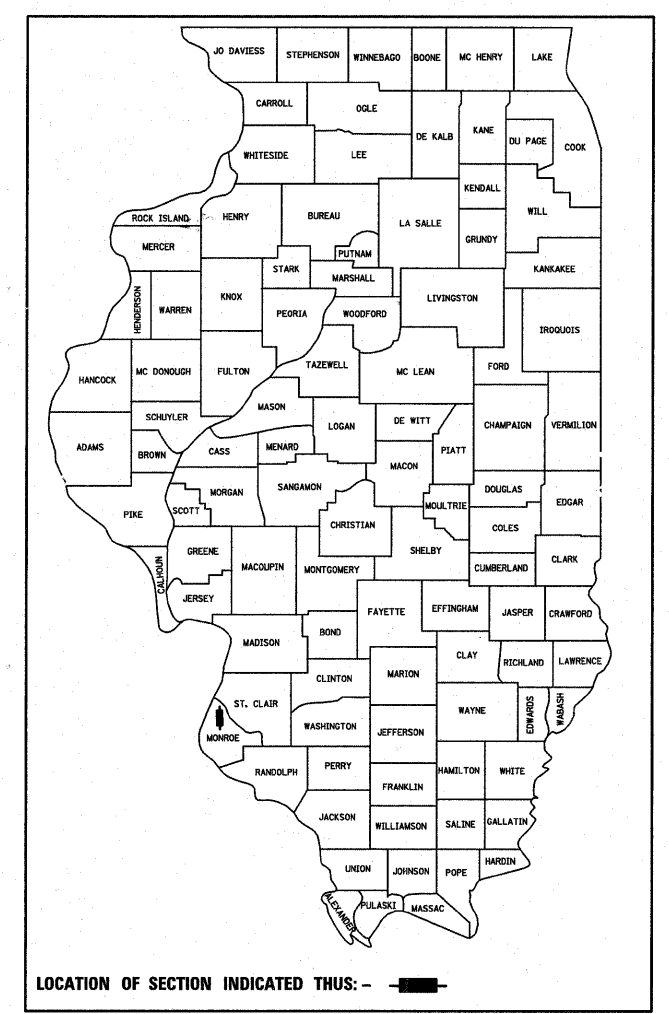 JO DAVIESS
STEPHENSON
WINNEBAGO
BOONE
MC HENRY
LAKE
CARROLL
OGLE
DE KALB
KANE
DU PAGE
COOK
WHITESIDE
LEE
KENDALL
WILL
ROCK ISLAND
HENRY
BUREAU
LA SALLE
GRUNDY
MERCER
PUTNAM
STARK
MARSHALL
KANKAKEE
HENDERSON
WARREN
KNOX
PEORIA
WOODFORD
LIVINGSTON
IROQUOIS
HANCOCK
MC DONOUGH
FULTON
TAZEWELL
MC LEAN
FORD
MASON
SCHUYLER
LOGAN
DE WITT
CHAMPAIGN
VERMILION
ADAMS
BROWN
CASS
MENARD
MACON
PIATT
PIKE
SCOTT
MORGAN
SANGAMON
CHRISTIAN
MOULTRIE
DOUGLAS
EDGAR
COLES
CALHOUN
GREENE
MACOUPIN
MONTGOMERY
SHELBY
CUMBERLAND
CLARK
JERSEY
FAYETTE
EFFINGHAM
JASPER
CRAWFORD
MADISON
BOND
CLAY
RICHLAND
LAWRENCE
CLINTON
MARION
ST. CLAIR
WAYNE
EDWARDS
WABASH
MONROE
WASHINGTON
JEFFERSON
RANDOLPH
PERRY
HAMILTON
WHITE
FRANKLIN
JACKSON
WILLIAMSON
SALINE
GALLATIN
UNION
JOHNSON
POPE
HARDIN
ALEXANDER
PULASKI
MASSAC
LOCATION OF SECTION INDICATED THUS: -